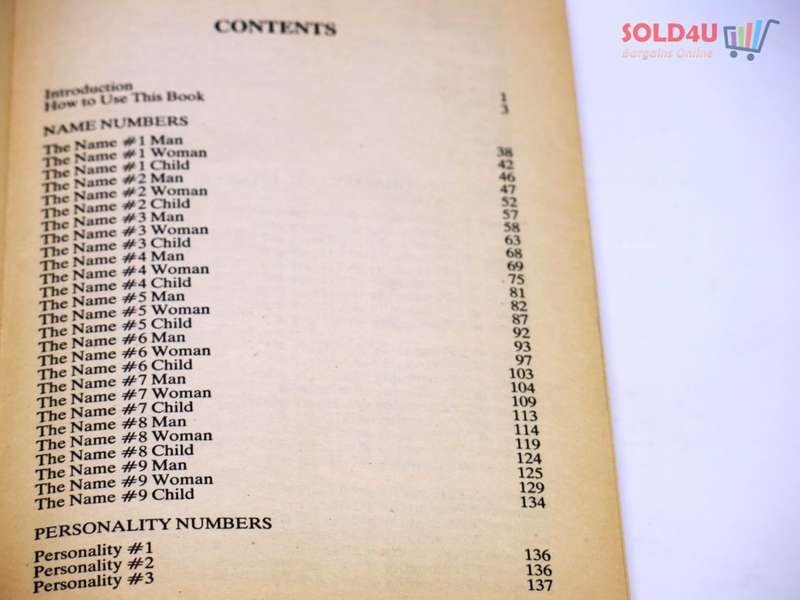 CONTENTS
SOLD4U
Bargains Online
Introduction 1
How to Use This Book 3
NAME NUMBERS
The Name #1 Man 38
The Name #1 Woman 42
The Name #1 Child 46
The Name #2 Man 47
The Name #2 Woman 52
The Name #2 Child 57
The Name #3 Man 58
The Name #3 Woman 63
The Name #3 Child 68
The Name #4 Man 69
The Name #4 Woman 75
The Name #4 Child 81
The Name #5 Man 82
The Name #5 Woman 87
The Name #5 Child 92
The Name #6 Man 93
The Name #6 Woman 97
The Name #6 Child 103
The Name #7 Man 104
The Name #7 Woman 109
The Name #7 Child 113
The Name #8 Man 114
The Name #8 Woman 119
The Name #8 Child 124
The Name #9 Man 125
The Name #9 Woman 129
The Name #9 Child 134
PERSONALITY NUMBERS
Personality #1 136
Personality #2 136
Personality #3 137